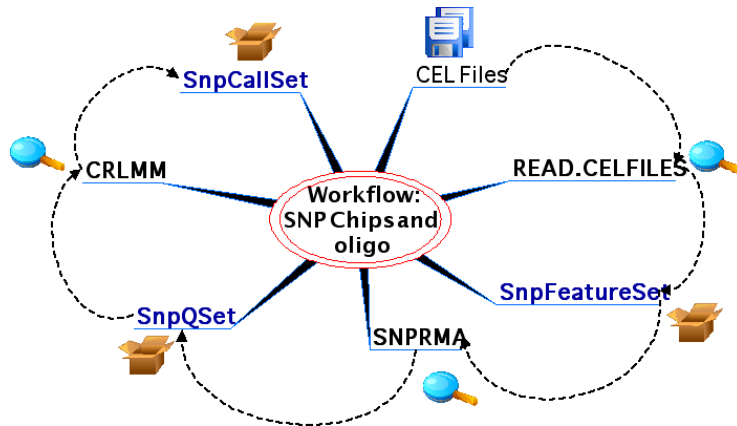 SnpCallSet
CEL Files
CRLMM
READ.CELFILES
Workflow:
SNP Chips and
oligo
SnpFeatureSet
SnpQSet
SNPRMA